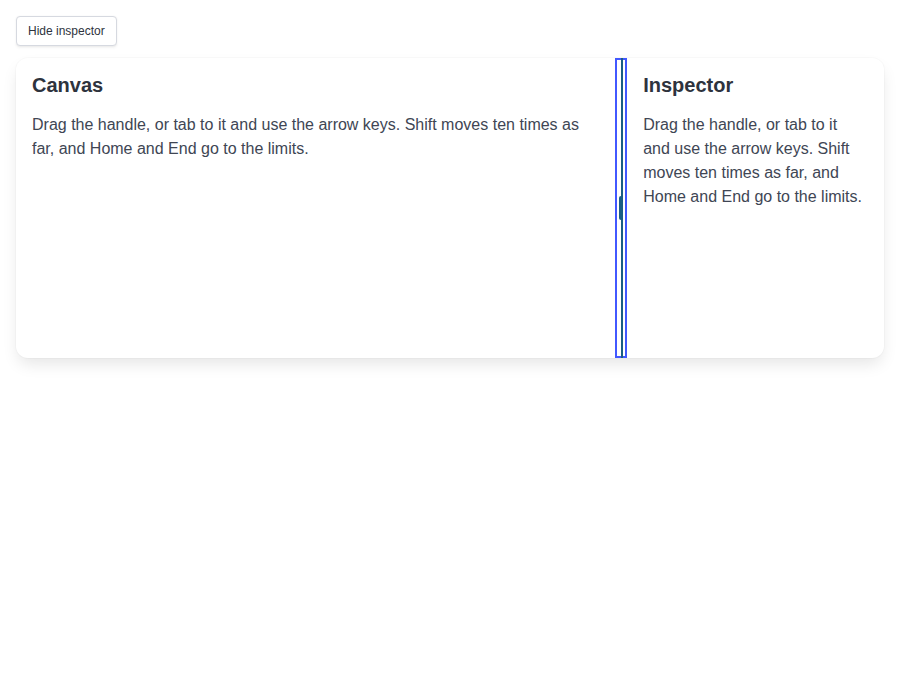 Hide inspector
Canvas
Drag the handle, or tab to it and use the arrow keys. Shift moves ten times as
far, and Home and End go to the limits.
Inspector
Drag the handle, or tab to it
and use the arrow keys. Shift
moves ten times as far, and
Home and End go to the limits.